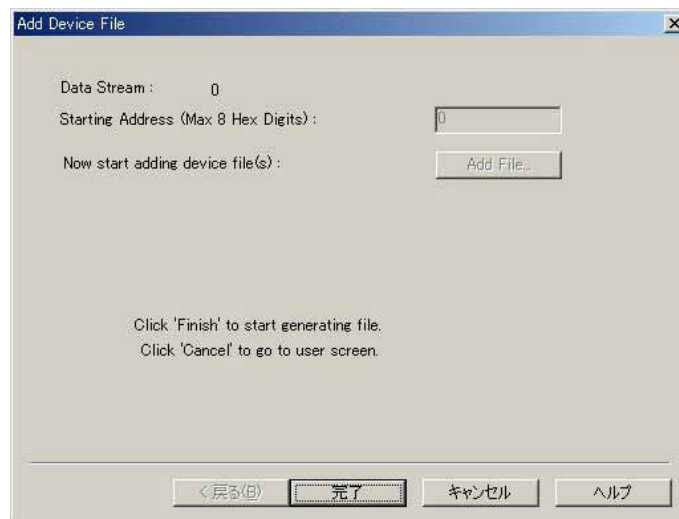 Add Device File
Data Stream : 0
Starting Address (Max 8 Hex Digits) : 0
Now start adding device file(s) : Add File...
Click 'Finish' to start generating file.
Click 'Cancel' to go to user screen.
< 戻る(B) 完了 キャンセル ヘルプ